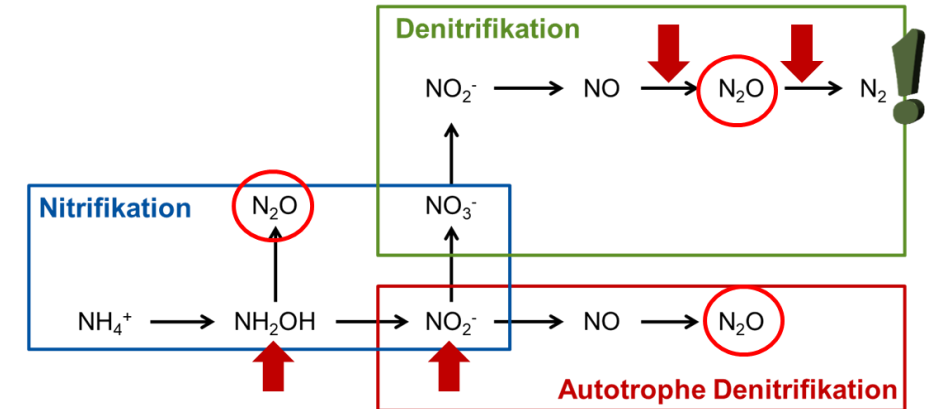 Denitrifikation
NO₂⁻ → NO → N₂O → N₂
Nitrifikation
N₂O
NO₃⁻
NH₄⁺ → NH₂OH → NO₂⁻ → NO → N₂O
Autotrophe Denitrifikation